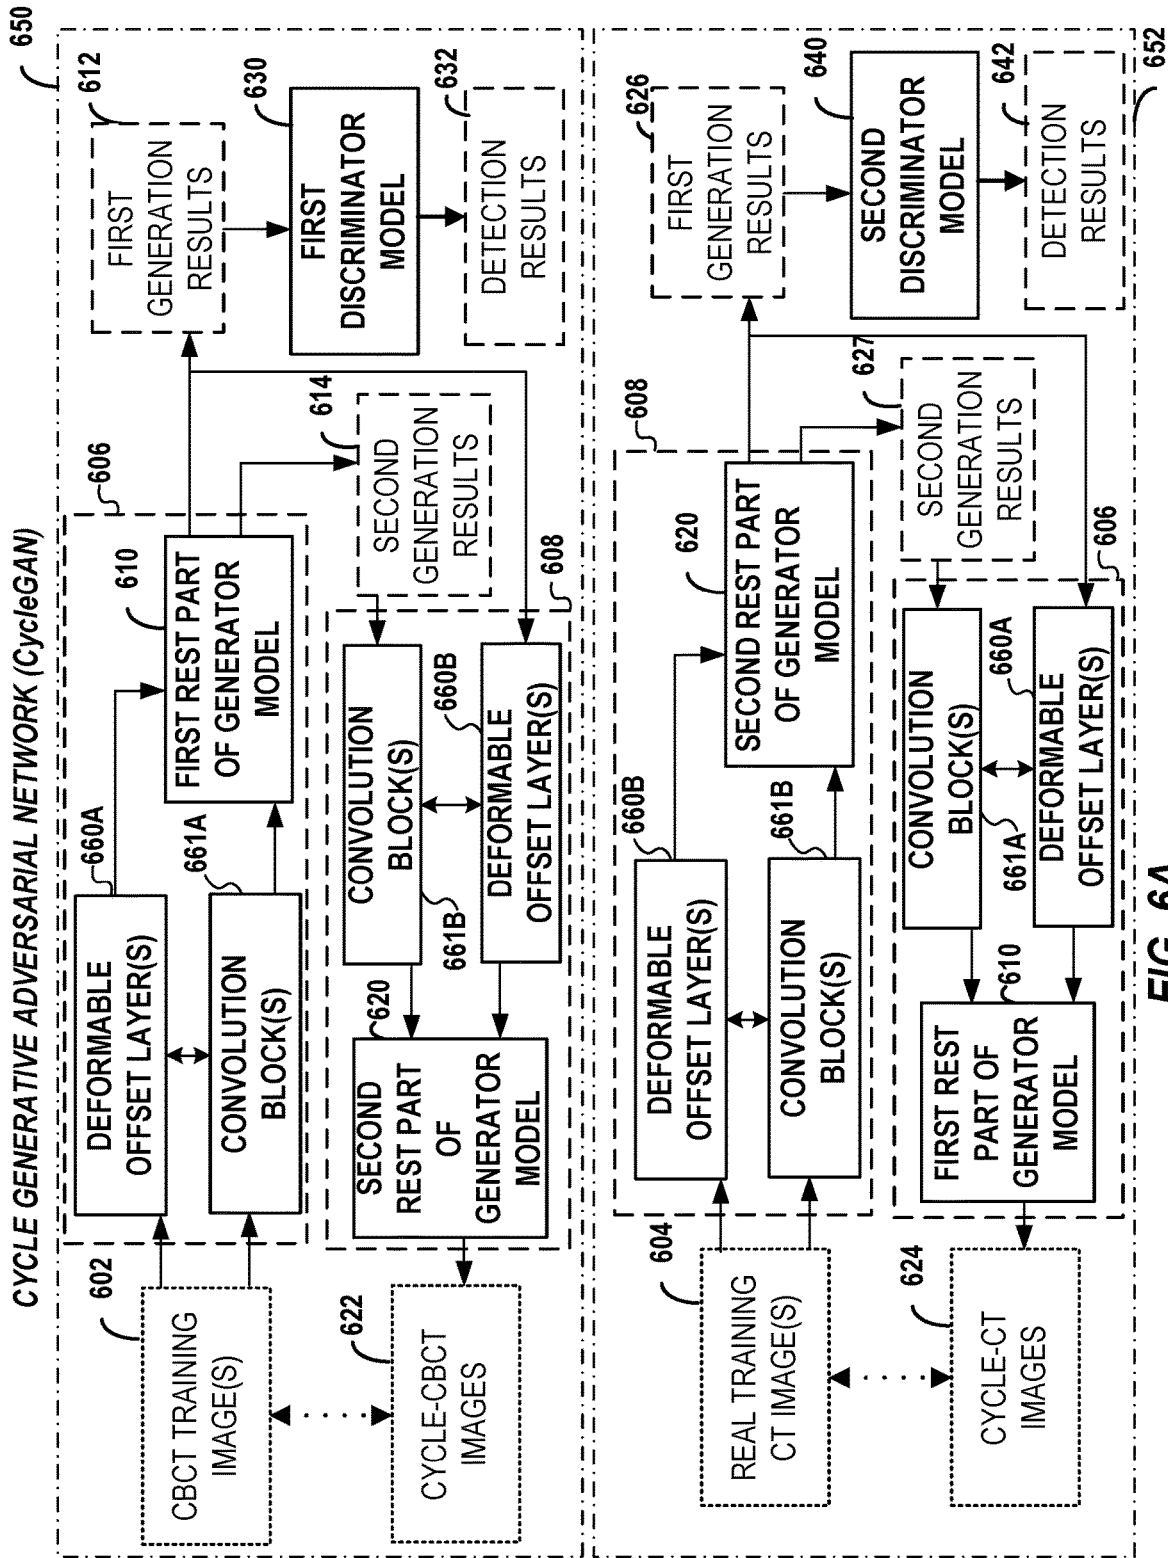 CYCLE GENERATIVE ADVERSARIAL NETWORK (CycleGAN)
650
602
CBCT TRAINING
IMAGE(S)
606
660A
DEFORMABLE
OFFSET LAYER(S)
661A
CONVOLUTION
BLOCK(S)
610
FIRST REST PART
OF GENERATOR
MODEL
612
FIRST
GENERATION
RESULTS
630
FIRST
DISCRIMINATOR
MODEL
632
DETECTION
RESULTS
614
SECOND
GENERATION
RESULTS
608
CONVOLUTION
BLOCK(S)
661B
660B
DEFORMABLE
OFFSET LAYER(S)
620
SECOND
REST PART
OF
GENERATOR
MODEL
622
CYCLE-CBCT
IMAGES
604
REAL TRAINING
CT IMAGE(S)
608
660B
DEFORMABLE
OFFSET LAYER(S)
661B
CONVOLUTION
BLOCK(S)
620
SECOND REST PART
OF GENERATOR
MODEL
626
FIRST
GENERATION
RESULTS
640
SECOND
DISCRIMINATOR
MODEL
642
DETECTION
RESULTS
652
627
SECOND
GENERATION
RESULTS
606
CONVOLUTION
BLOCK(S)
661A
660A
DEFORMABLE
OFFSET LAYER(S)
610
FIRST REST
PART OF
GENERATOR
MODEL
624
CYCLE-CT
IMAGES
FIG. 6A